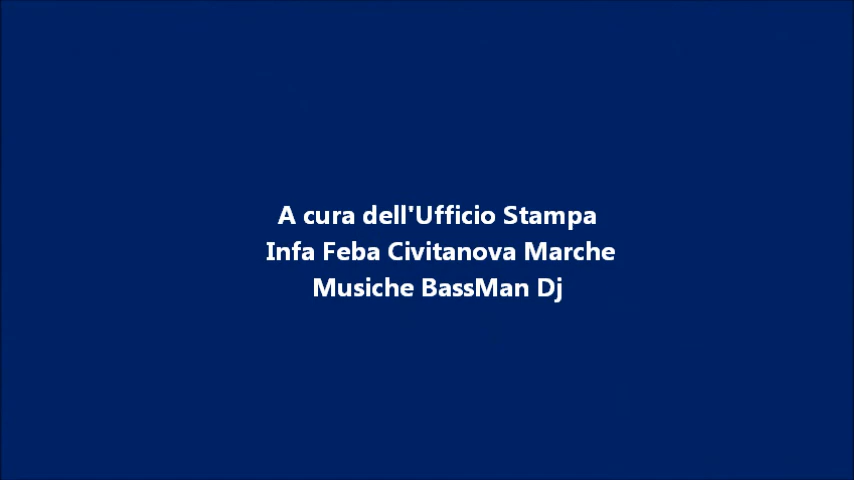 A cura dell'Ufficio Stampa
Infa Feba Civitanova Marche
Musiche BassMan Dj